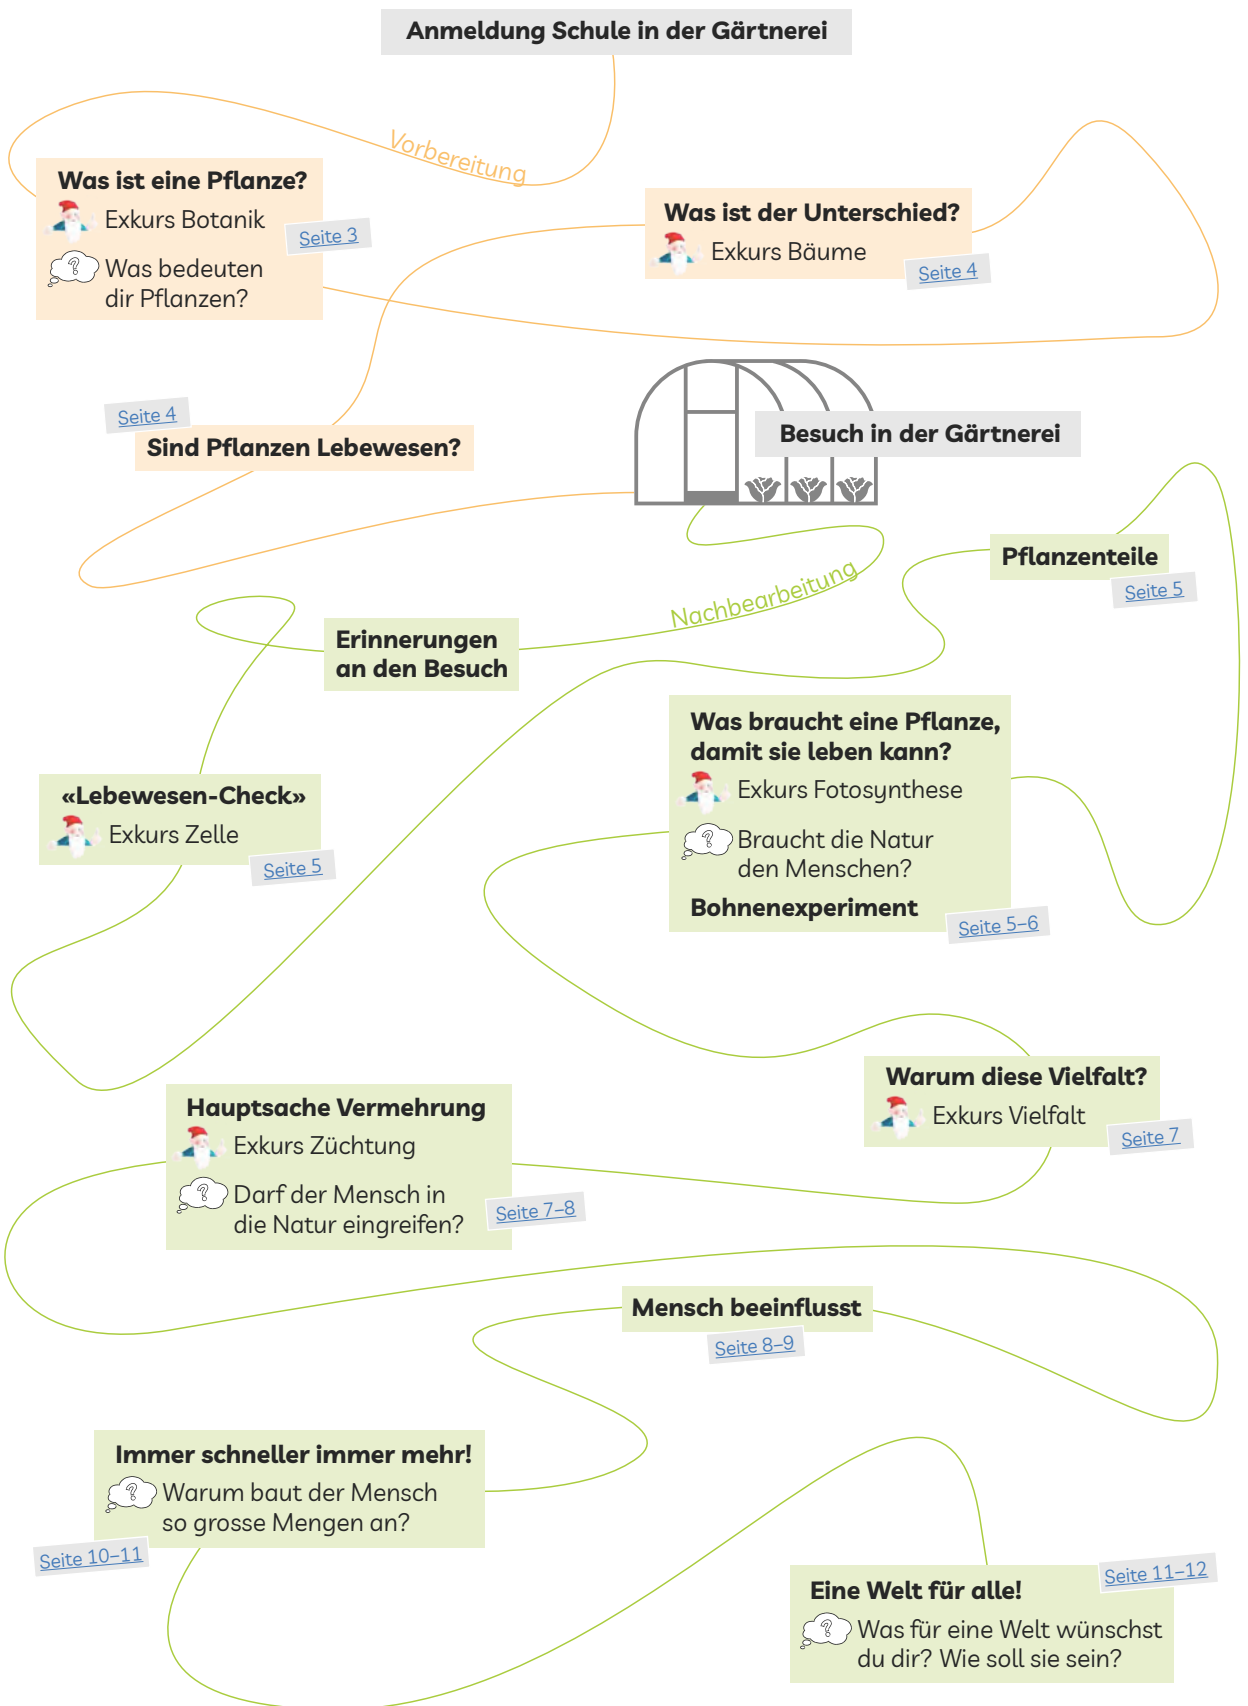 Anmeldung Schule in der Gärtnerei
Vorbereitung
Was ist eine Pflanze?
Exkurs Botanik
Seite 3
?
Was bedeuten
dir Pflanzen?
Was ist der Unterschied?
Exkurs Bäume
Seite 4
Seite 4
Sind Pflanzen Lebewesen?
Besuch in der Gärtnerei
Nachbearbeitung
Erinnerungen
an den Besuch
«Lebewesen-Check»
Exkurs Zelle
Seite 5
Pflanzenteile
Seite 5
Was braucht eine Pflanze,
damit sie leben kann?
Exkurs Fotosynthese
?
Braucht die Natur
den Menschen?
Bohnenexperiment
Seite 5–6
Warum diese Vielfalt?
Exkurs Vielfalt
Seite 7
Hauptsache Vermehrung
Exkurs Züchtung
?
Darf der Mensch in
die Natur eingreifen?
Seite 7–8
Mensch beeinflusst
Seite 8–9
Immer schneller immer mehr!
?
Warum baut der Mensch
so grosse Mengen an?
Seite 10–11
Eine Welt für alle!
Seite 11–12
?
Was für eine Welt wünschst
du dir? Wie soll sie sein?